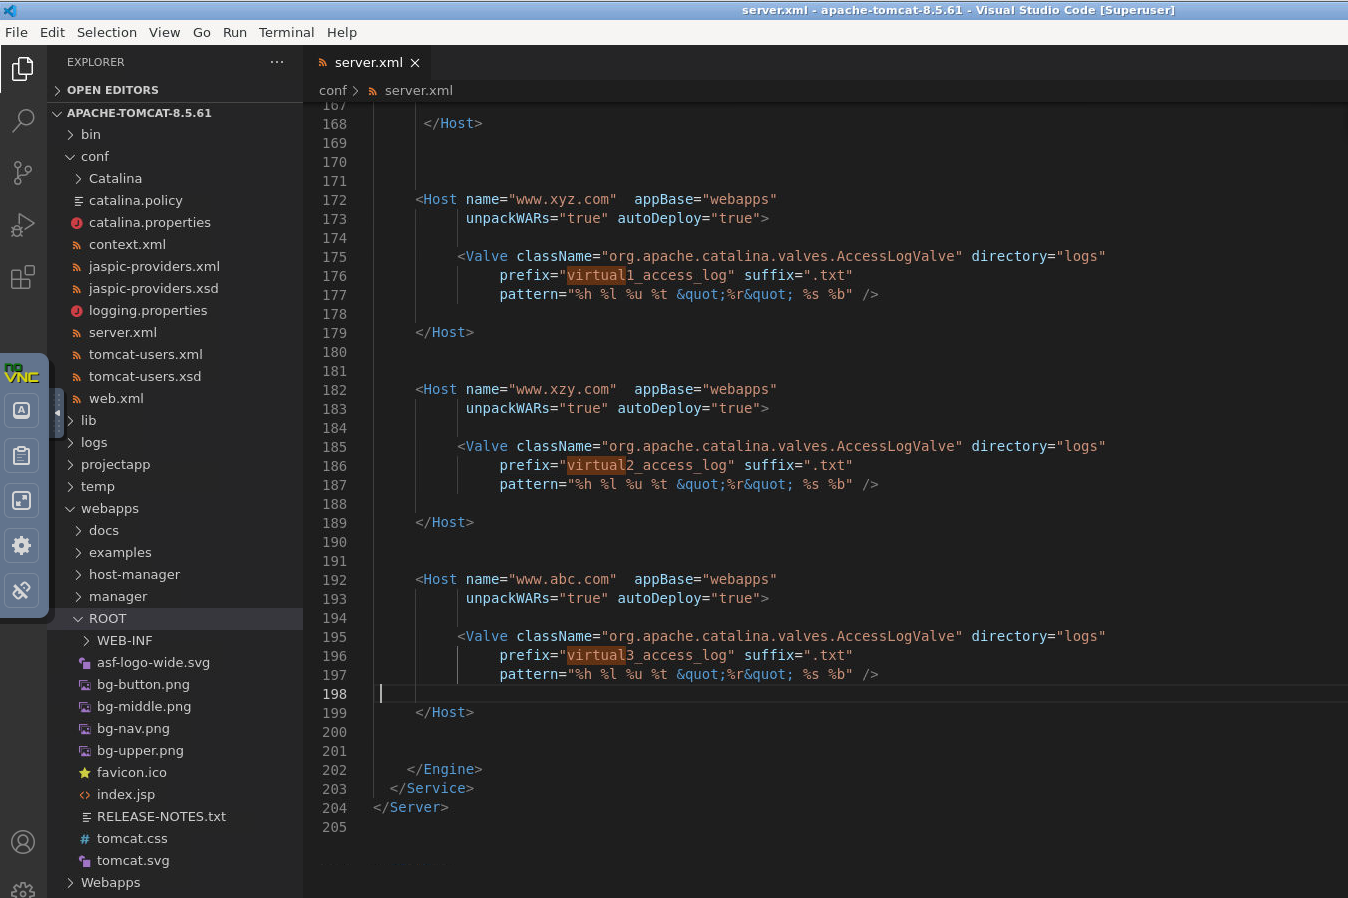 server.xml - apache-tomcat-8.5.61 - Visual Studio Code [Superuser]
File Edit Selection View Go Run Terminal Help
EXPLORER ···
OPEN EDITORS
APACHE-TOMCAT-8.5.61
bin
conf
Catalina
catalina.policy
catalina.properties
context.xml
jaspic-providers.xml
jaspic-providers.xsd
logging.properties
server.xml
tomcat-users.xml
tomcat-users.xsd
web.xml
lib
logs
projectapp
temp
webapps
docs
examples
host-manager
manager
ROOT
WEB-INF
asf-logo-wide.svg
bg-button.png
bg-middle.png
bg-nav.png
bg-upper.png
favicon.ico
index.jsp
RELEASE-NOTES.txt
tomcat.css
tomcat.svg
Webapps
no
VNC
A
server.xml
conf > server.xml
167
168 </Host>
169
170
171
172 <Host name="www.xyz.com"  appBase="webapps"
173 unpackWARs="true" autoDeploy="true">
174
175 <Valve className="org.apache.catalina.valves.AccessLogValve" directory="logs"
176 prefix="virtual1_access_log" suffix=".txt"
177 pattern="%h %l %u %t &quot;%r&quot; %s %b" />
178
179 </Host>
180
181
182 <Host name="www.xzy.com"  appBase="webapps"
183 unpackWARs="true" autoDeploy="true">
184
185 <Valve className="org.apache.catalina.valves.AccessLogValve" directory="logs"
186 prefix="virtual2_access_log" suffix=".txt"
187 pattern="%h %l %u %t &quot;%r&quot; %s %b" />
188
189 </Host>
190
191
192 <Host name="www.abc.com"  appBase="webapps"
193 unpackWARs="true" autoDeploy="true">
194
195 <Valve className="org.apache.catalina.valves.AccessLogValve" directory="logs"
196 prefix="virtual3_access_log" suffix=".txt"
197 pattern="%h %l %u %t &quot;%r&quot; %s %b" />
198
199 </Host>
200
201
202 </Engine>
203 </Service>
204 </Server>
205